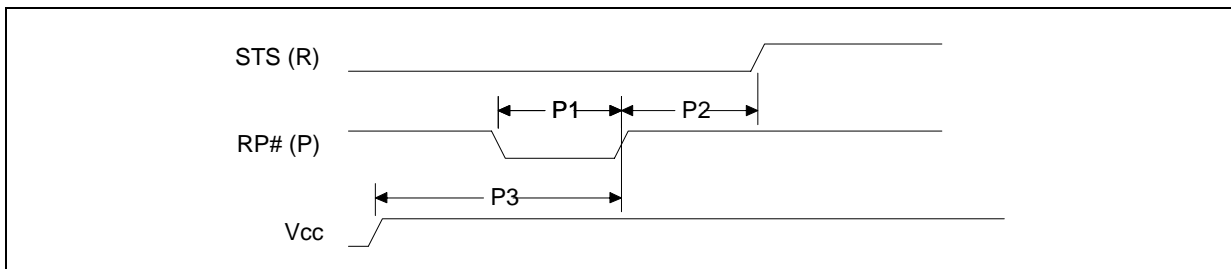 STS (R)
P1 P2
RP# (P)
P3
Vcc